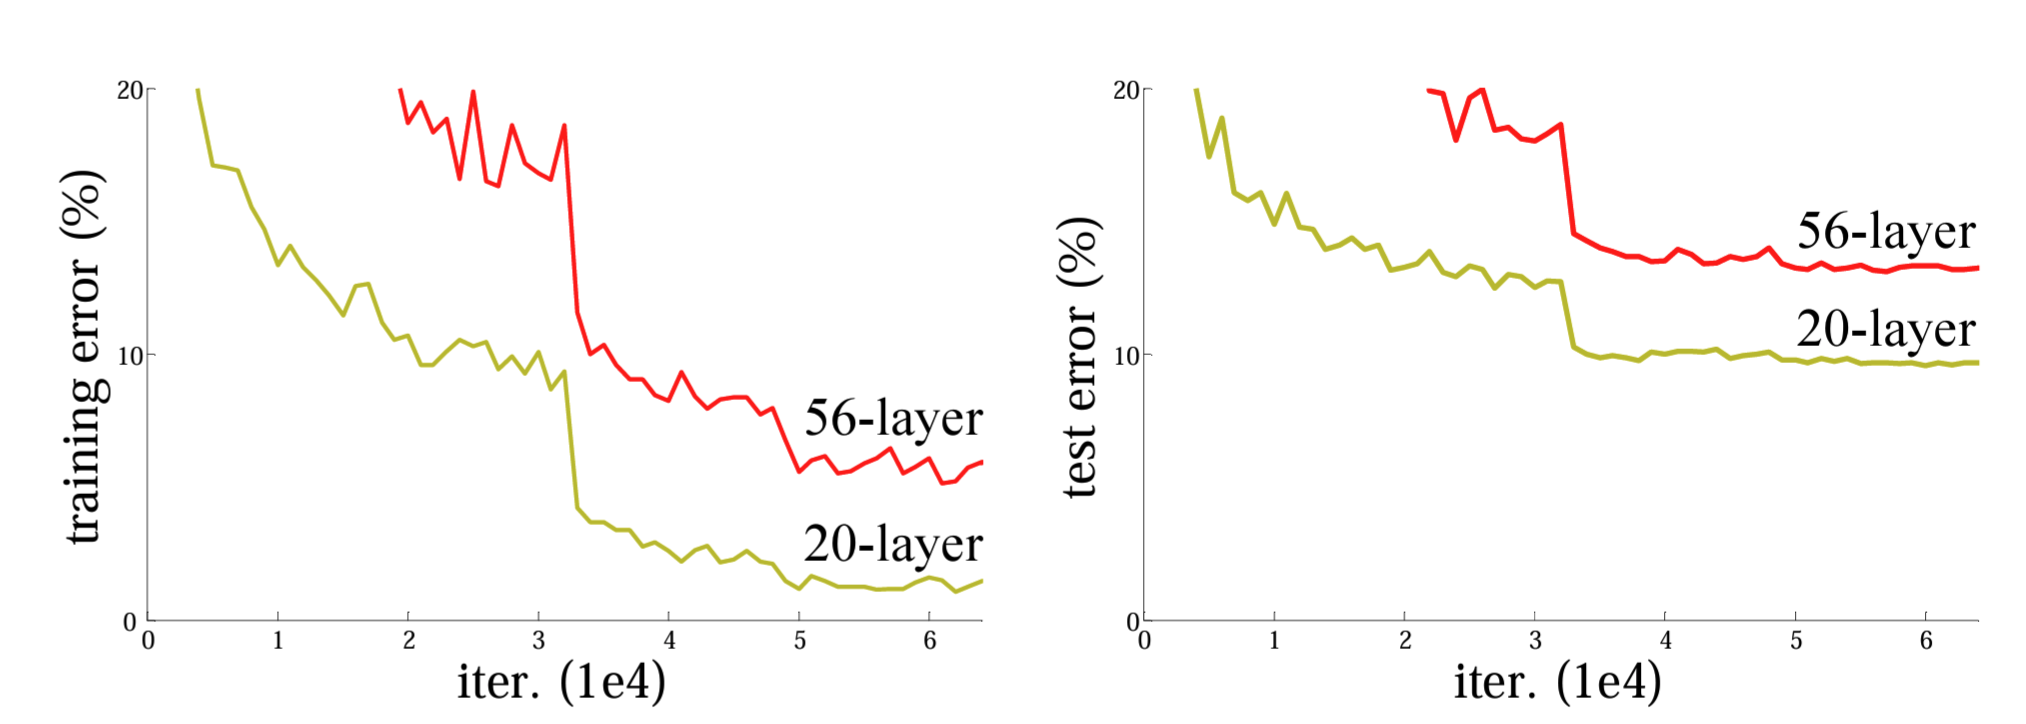 20
10
0
training error (%)
56-layer
20-layer
0 1 2 3 4 5 6
iter. (1e4)
20
10
0
test error (%)
56-layer
20-layer
0 1 2 3 4 5 6
iter. (1e4)